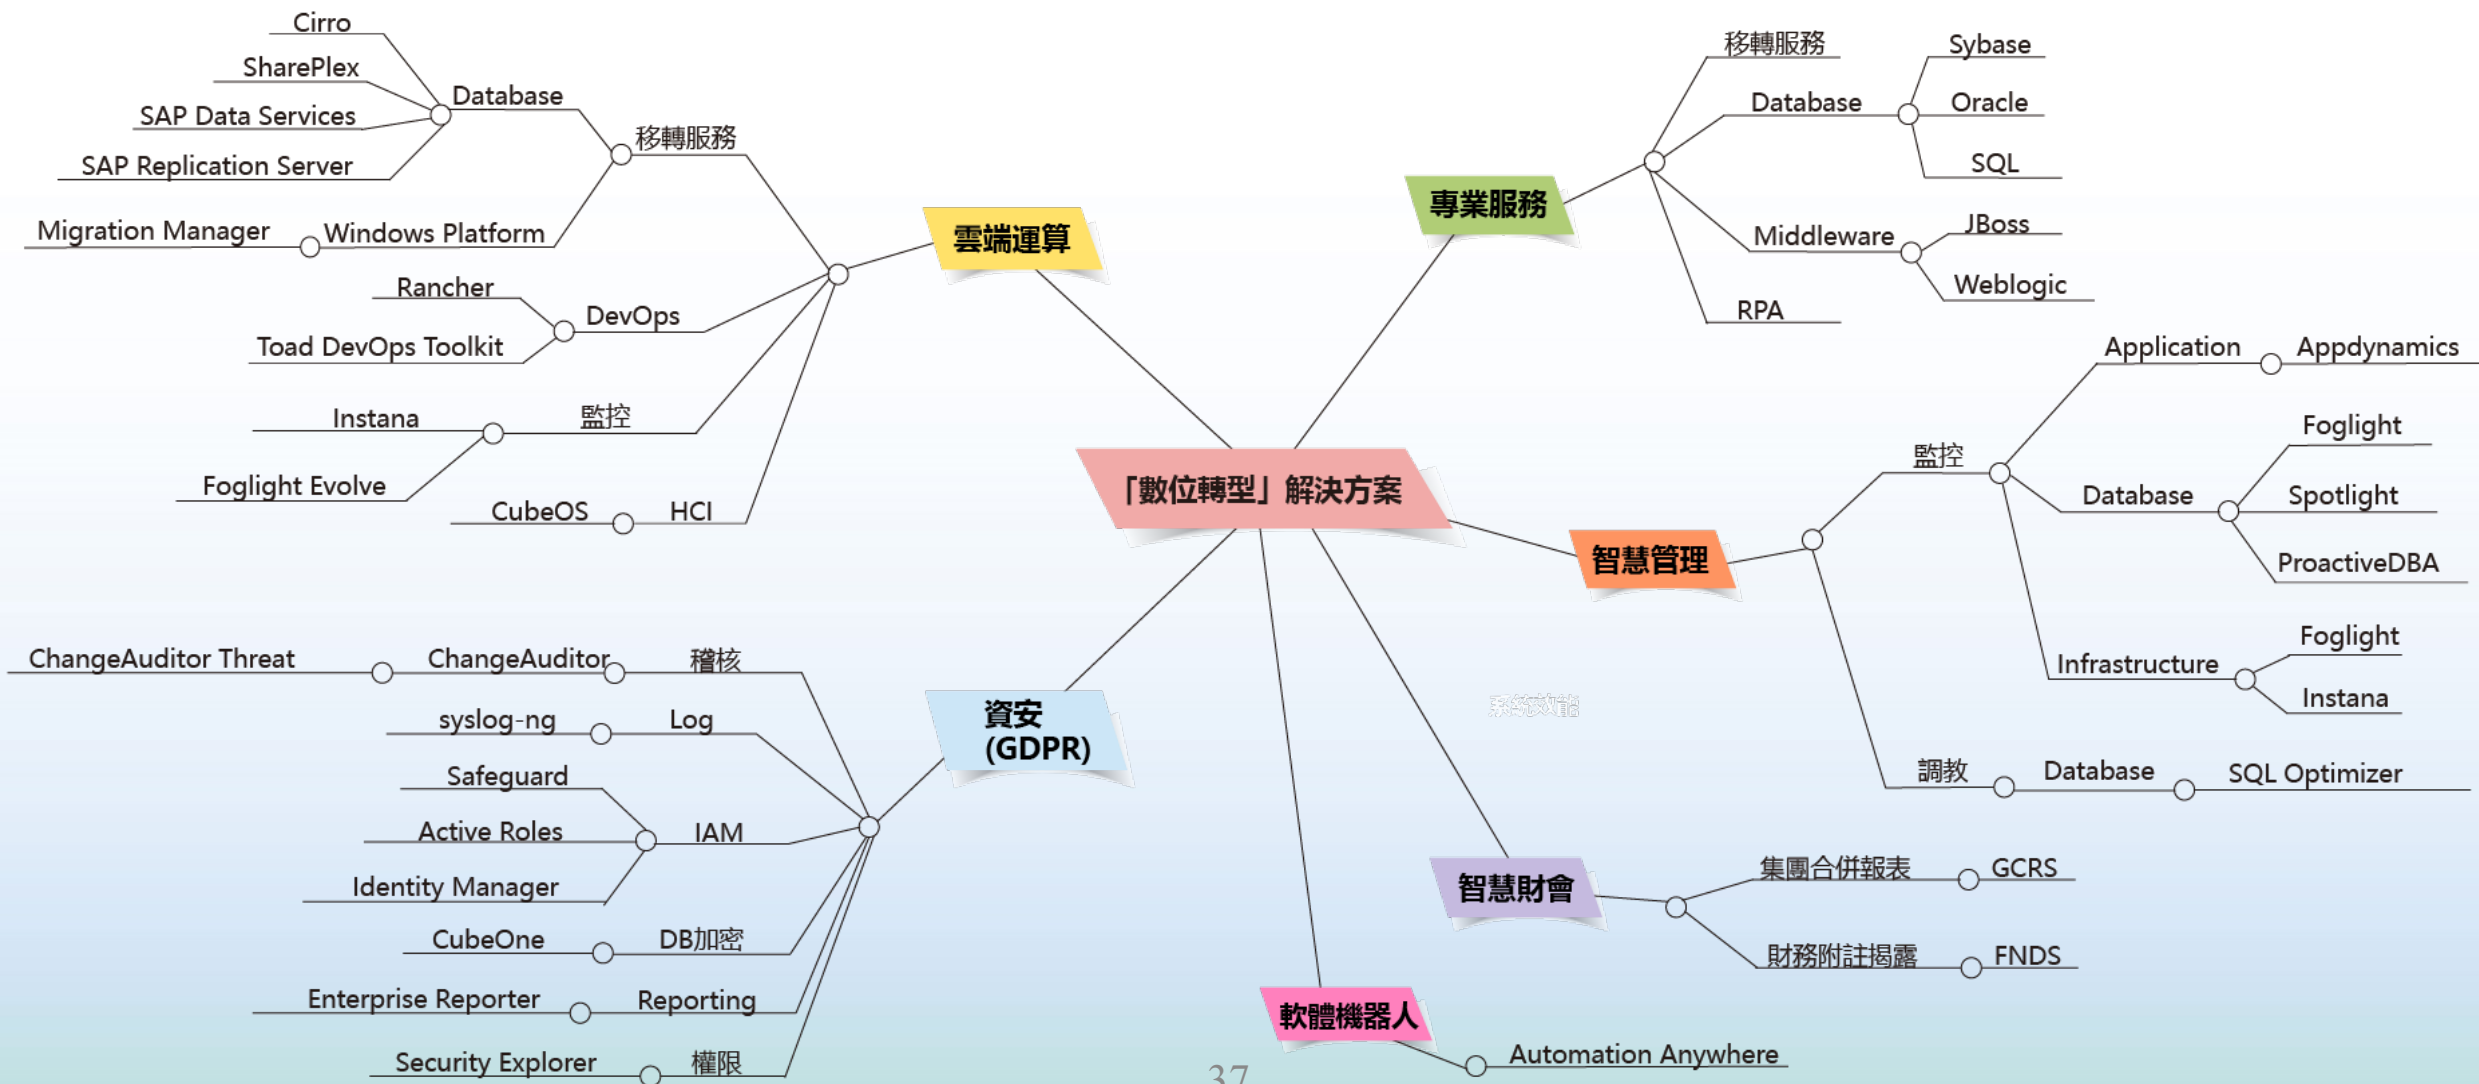 「數位轉型」解決方案
雲端運算
移轉服務
Database
Cirro
SharePlex
SAP Data Services
SAP Replication Server
Windows Platform
Migration Manager
DevOps
Rancher
Toad DevOps Toolkit
監控
Instana
Foglight Evolve
HCI
CubeOS
專業服務
移轉服務
Database
Sybase
Oracle
SQL
Middleware
JBoss
Weblogic
RPA
智慧管理
監控
Application
Appdynamics
Database
Foglight
Spotlight
ProactiveDBA
Infrastructure
Foglight
Instana
調教
Database
SQL Optimizer
系統效能
資安
(GDPR)
稽核
ChangeAuditor
ChangeAuditor Threat
Log
syslog-ng
IAM
Safeguard
Active Roles
Identity Manager
DB加密
CubeOne
Reporting
Enterprise Reporter
權限
Security Explorer
智慧財會
集團合併報表
GCRS
財務附註揭露
FNDS
軟體機器人
Automation Anywhere
37